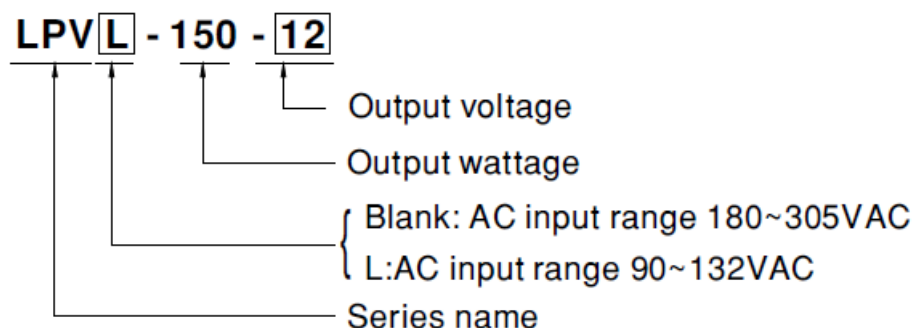 LPVL - 150 - 12
Output voltage
Output wattage
Blank: AC input range 180~305VAC
L:AC input range 90~132VAC
Series name